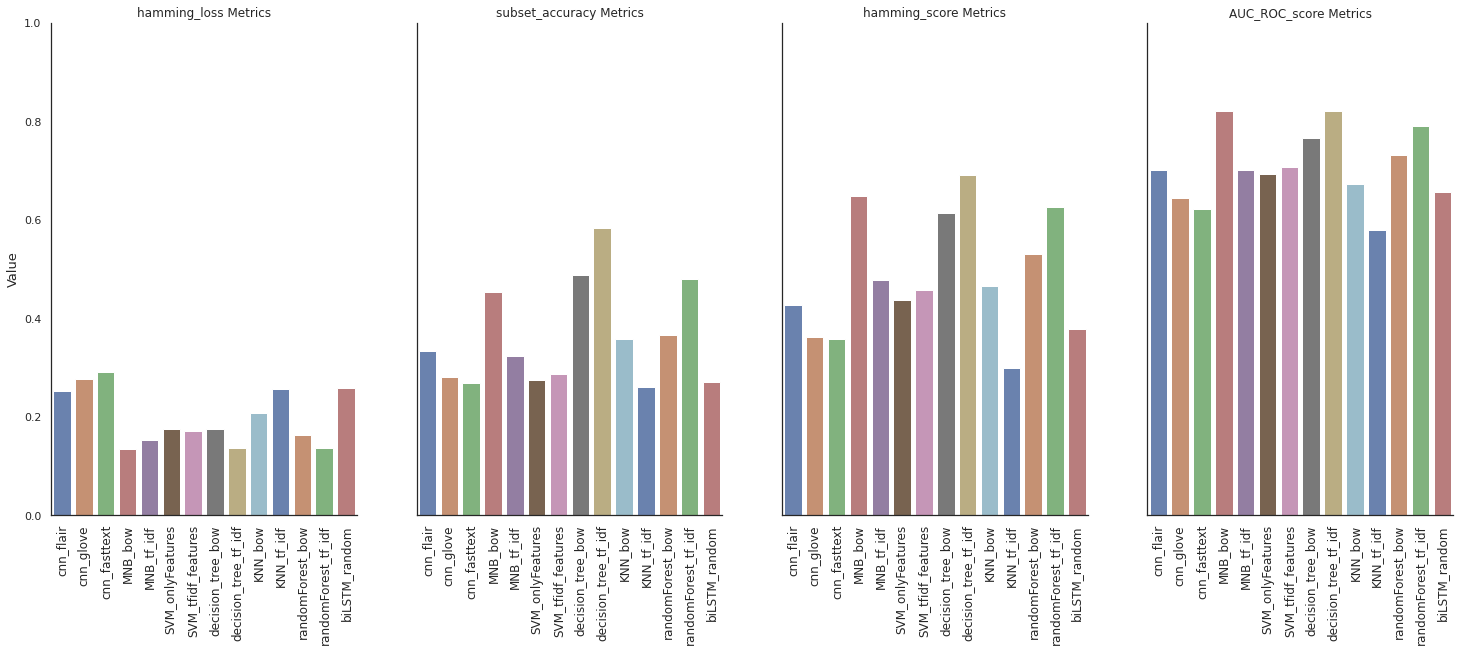 hamming_loss Metrics
subset_accuracy Metrics
hamming_score Metrics
AUC_ROC_score Metrics
Value
1.0
0.8
0.6
0.4
0.2
0.0
cnn_flair
cnn_glove
cnn_fasttext
MNB_bow
MNB_tf_idf
SVM_onlyFeatures
SVM_tfidf_features
decision_tree_bow
decision_tree_tf_idf
KNN_bow
KNN_tf_idf
randomForest_bow
randomForest_tf_idf
biLSTM_random
cnn_flair
cnn_glove
cnn_fasttext
MNB_bow
MNB_tf_idf
SVM_onlyFeatures
SVM_tfidf_features
decision_tree_bow
decision_tree_tf_idf
KNN_bow
KNN_tf_idf
randomForest_bow
randomForest_tf_idf
biLSTM_random
cnn_flair
cnn_glove
cnn_fasttext
MNB_bow
MNB_tf_idf
SVM_onlyFeatures
SVM_tfidf_features
decision_tree_bow
decision_tree_tf_idf
KNN_bow
KNN_tf_idf
randomForest_bow
randomForest_tf_idf
biLSTM_random
cnn_flair
cnn_glove
cnn_fasttext
MNB_bow
MNB_tf_idf
SVM_onlyFeatures
SVM_tfidf_features
decision_tree_bow
decision_tree_tf_idf
KNN_bow
KNN_tf_idf
randomForest_bow
randomForest_tf_idf
biLSTM_random